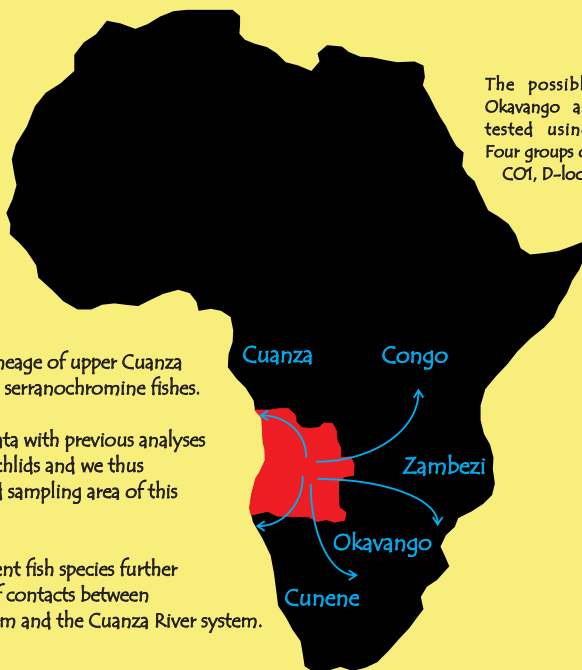 The possibl
Okavango a
tested usin
Four groups
CO1, D-loo
Cuanza
Congo
neage of upper Cuanza
serranochromine fishes.
ata with previous analyses
chlids and we thus
sampling area of this
Zambezi
Okavango
ent fish species further
f contacts between
m and the Cuanza River system.
Cunene